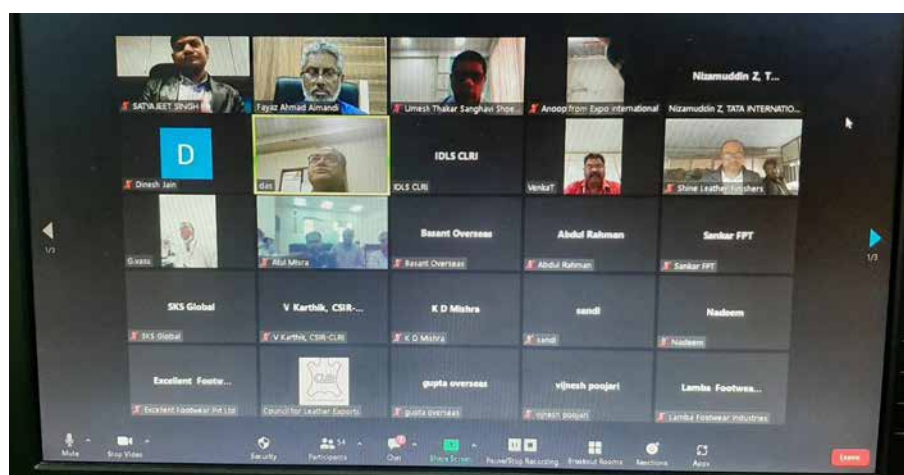 Nizamuddin Z, T...
SATYAJEET SINGH
Fayaz Ahmad Aimandi
Umesh Thakar Sanghavi Shoe...
Anoop from Expo international
Nizamuddin Z, TATA INTERNATIO...
D
IDLS CLRI
Dinesh Jain
das
IDLS CLRI
VenkaT
Shine Leather Finishers
Basant Overseas
Abdul Rahman
Sankar FPT
1/3
1/3
Atul Misra
Basant Overseas
Abdul Rahman
Sankar FPT
SKS Global
V Karthik, CSIR-...
K D Mishra
sandi
Nadeem
SKS Global
V Karthik, CSIR-CLRI
K D Mishra
sandi
Nadeem
Excellent Footw...
gupta overseas
vijnesh poojari
Lamba Footwea...
Excellent Footwear Pvt Ltd
Council for Leather Exports
gupta overseas
vijnesh poojari
Lamba Footwear Industries
54
Mute
Stop Video
Security
Participants
Chat
Share Screen
Pause/Stop Recording
Breakout Rooms
Reactions
Apps
Leave